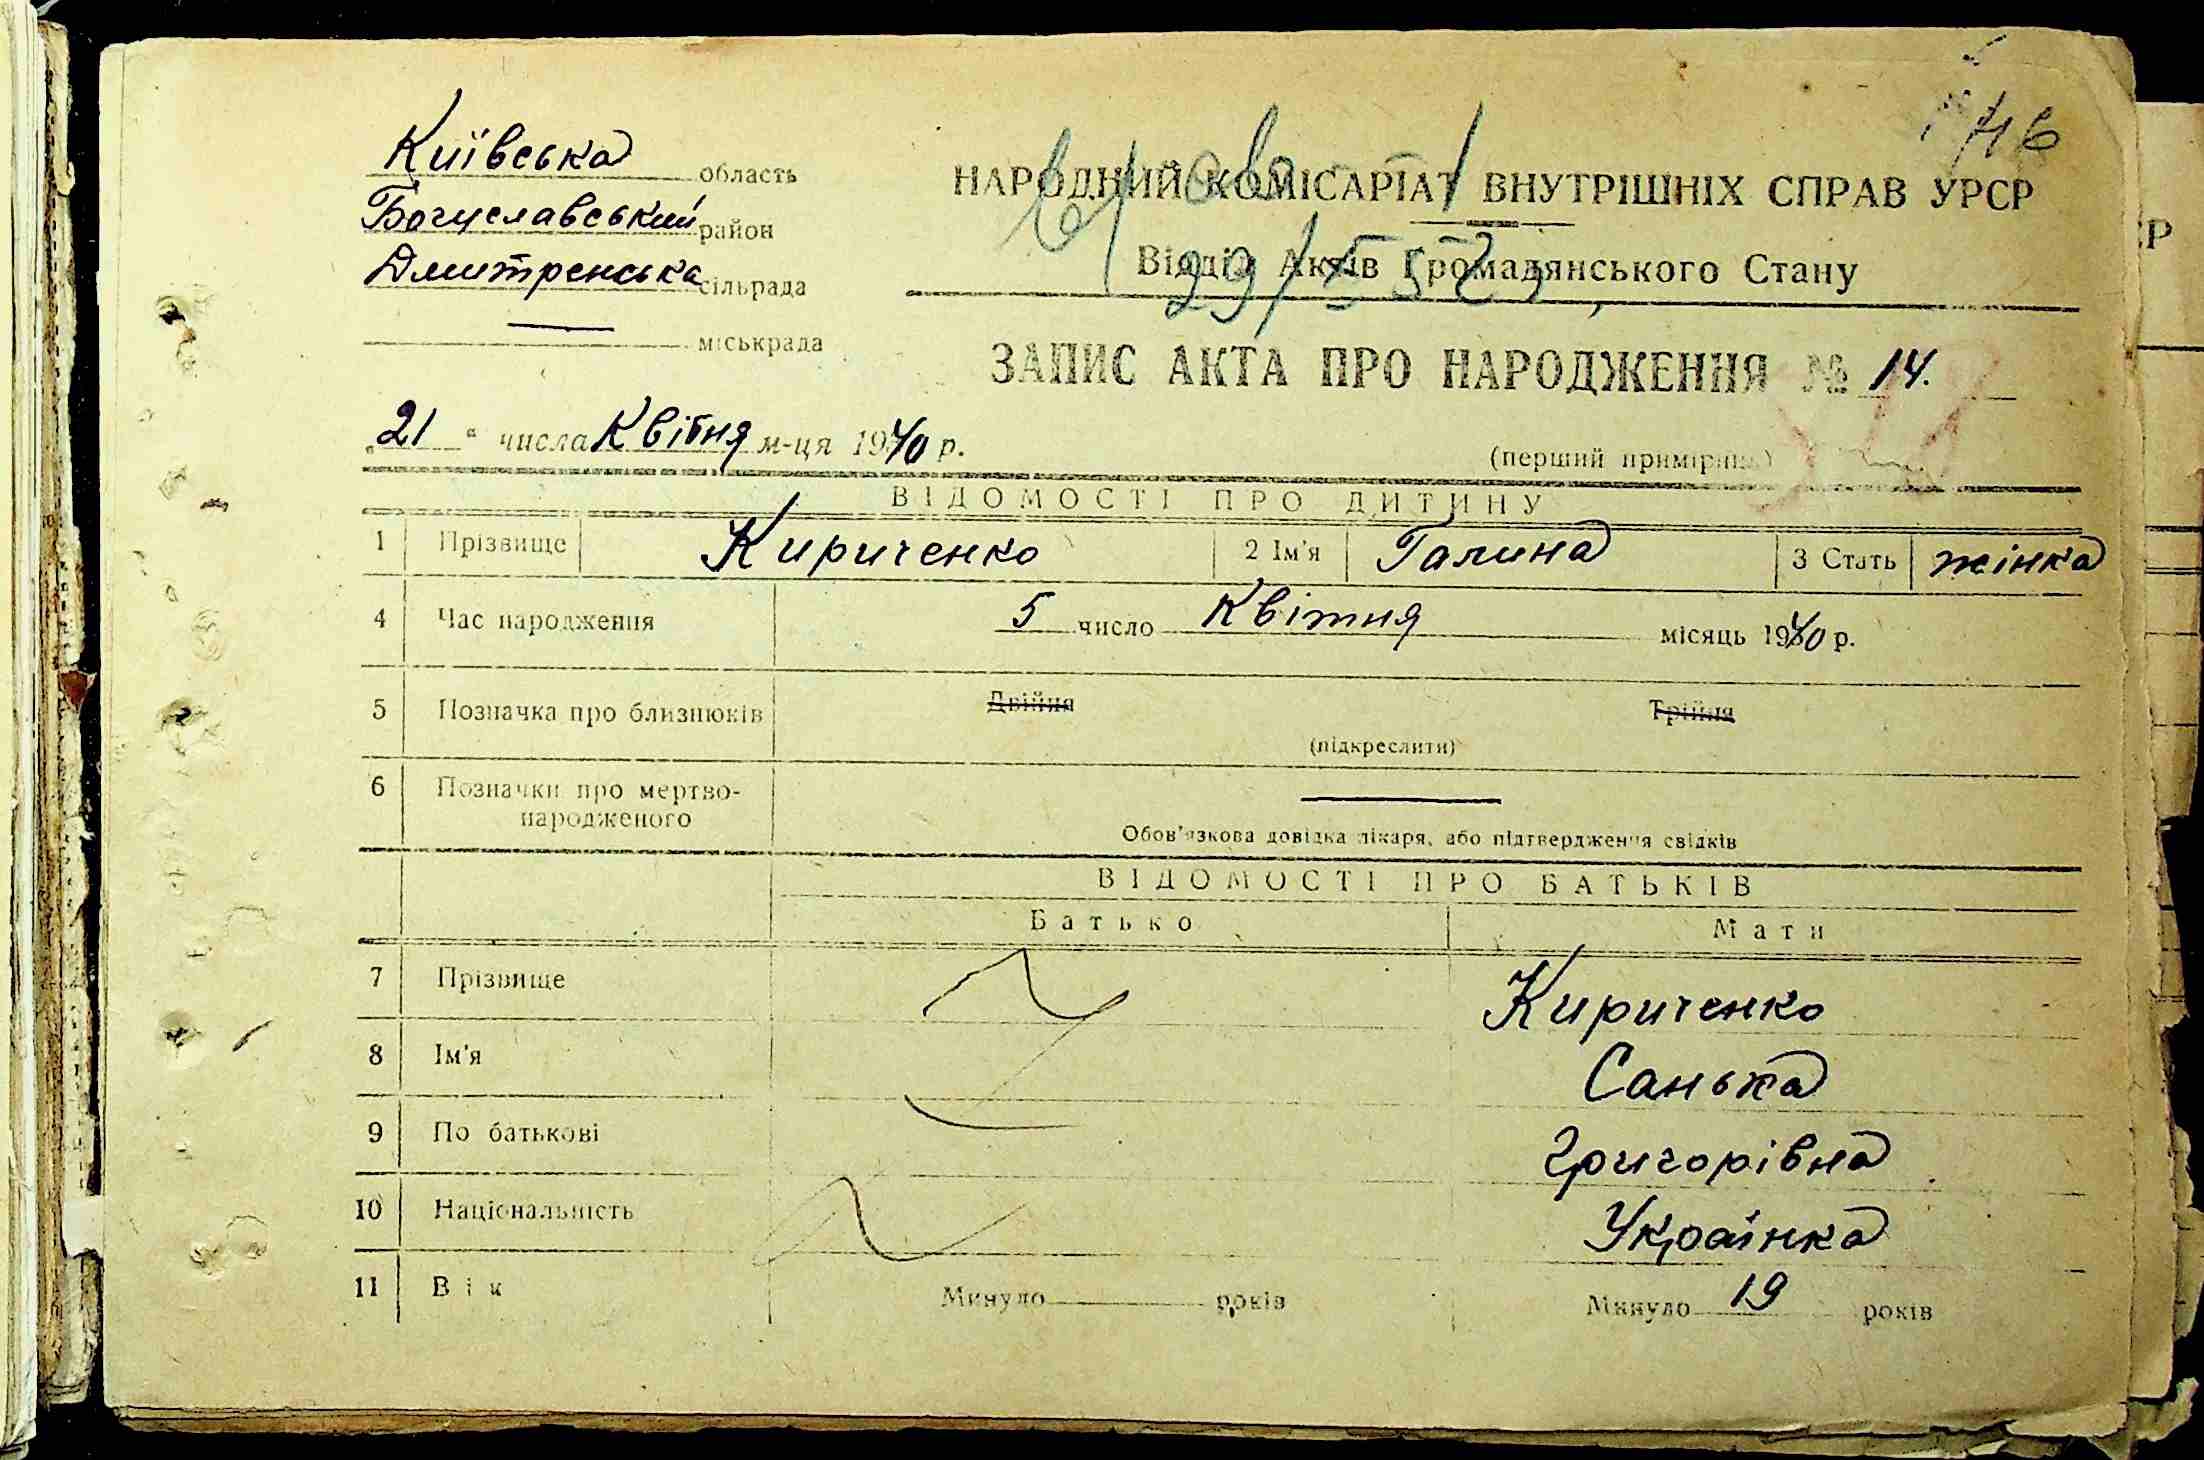 146
Київська область
Богуславський район
Дмитренська сільрада
міськрада
НАРОДНИЙ КОМІСАРІАТ ВНУТРІШНІХ СПРАВ УРСР
Відділ Актів Громадянського Стану
ЗАПИС АКТА ПРО НАРОДЖЕННЯ № 14.
„21“ числа Квітня м-ця 1940 р.
(перший примірник)
ВІДОМОСТІ ПРО ДИТИНУ
1 Прізвище Кириченко 2 Ім'я Галина 3 Стать жінка
4 Час народження 5 число Квітня місяць 1940 р.
5 Позначка про близнюків Двійня Трійня
(підкреслити)
6 Позначки про мертво-
народженого
Обов'язкова довідка лікаря, або підтвердження свідків
ВІДОМОСТІ ПРО БАТЬКІВ
Батько Мати
7 Прізвище Кириченко
8 Ім'я Санька
9 По батькові Григорівна
10 Національність Українка
11 Вік Минуло років Минуло 19 років